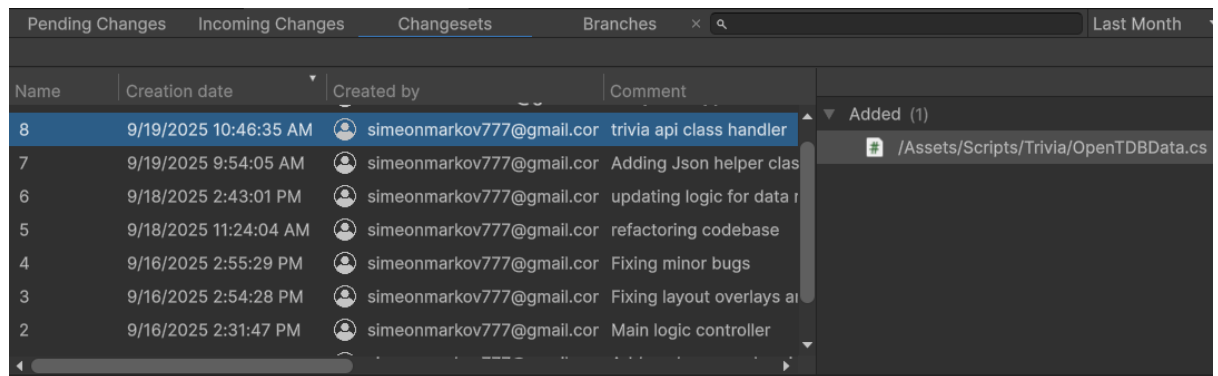 Pending Changes Incoming Changes Changesets Branches × Last Month
Name Creation date Created by Comment
8 9/19/2025 10:46:35 AM simeonmarkov777@gmail.cor trivia api class handler
7 9/19/2025 9:54:05 AM simeonmarkov777@gmail.cor Adding Json helper clas
6 9/18/2025 2:43:01 PM simeonmarkov777@gmail.cor updating logic for data
5 9/18/2025 11:24:04 AM simeonmarkov777@gmail.cor refactoring codebase
4 9/16/2025 2:55:29 PM simeonmarkov777@gmail.cor Fixing minor bugs
3 9/16/2025 2:54:28 PM simeonmarkov777@gmail.cor Fixing layout overlays
2 9/16/2025 2:31:47 PM simeonmarkov777@gmail.cor Main logic controller
Added (1)
# /Assets/Scripts/Trivia/OpenTDBData.cs